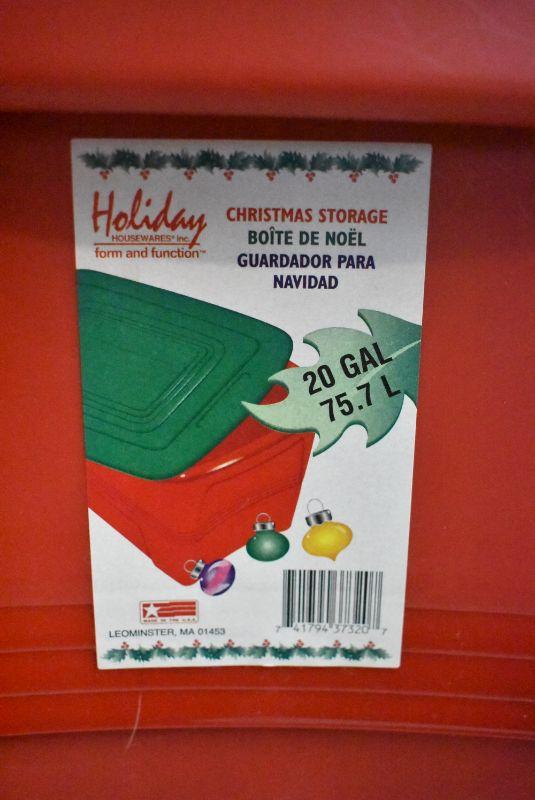 Holiday
HOUSEWARES® Inc.
form and function™
CHRISTMAS STORAGE
BOÎTE DE NOËL
GUARDADOR PARA
NAVIDAD
20 GAL
75.7 L
MADE IN THE U.S.A.
LEOMINSTER, MA 01453
7 41794 37320 7